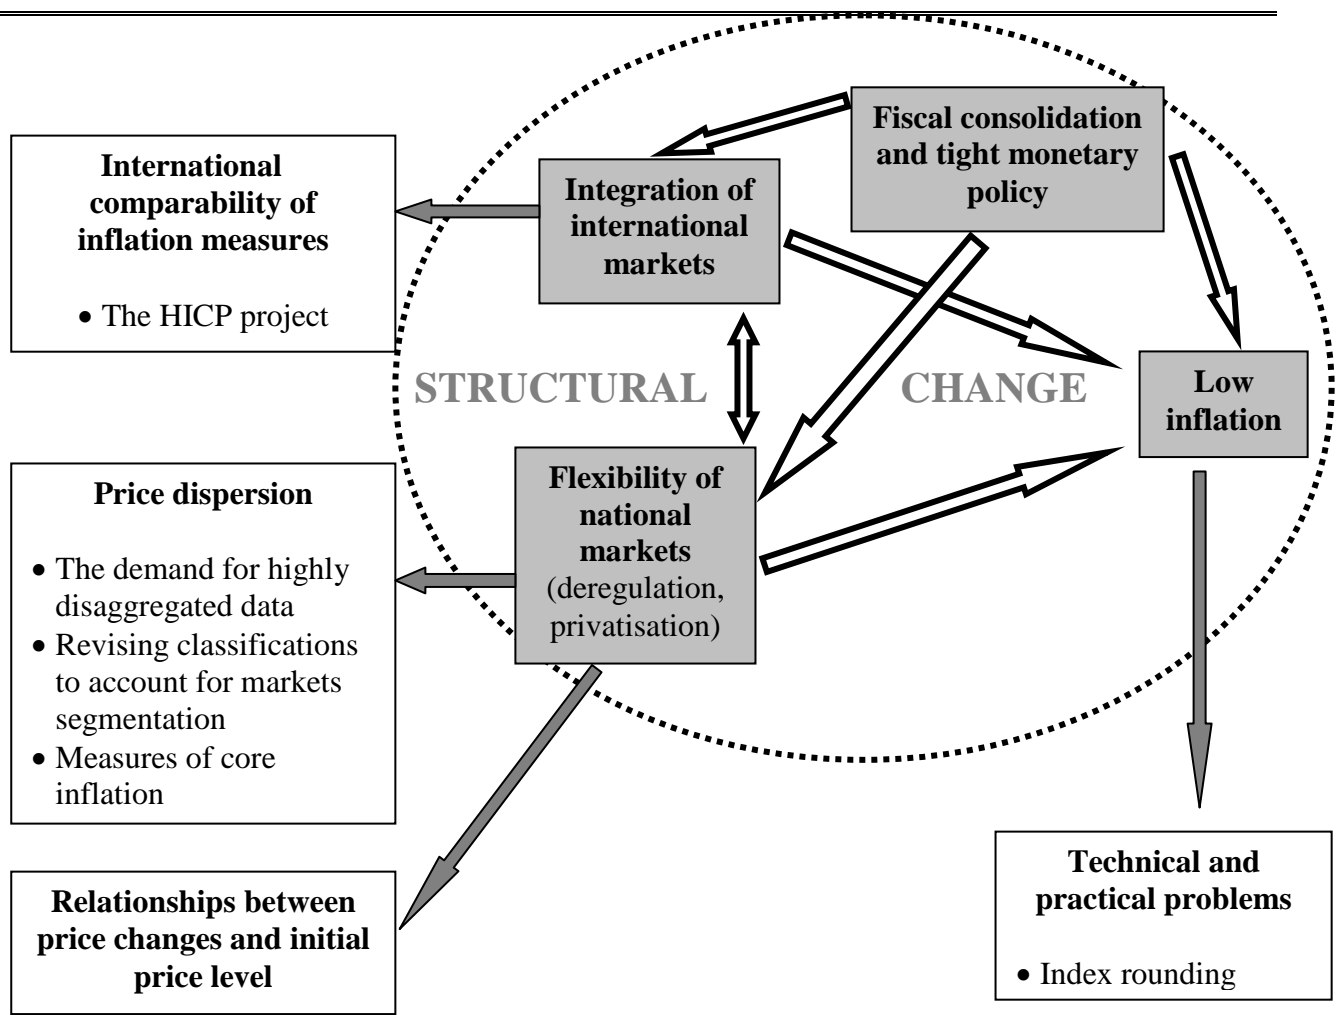 Fiscal consolidation
and tight monetary
policy
International
comparability of
inflation measures
• The HICP project
Integration of
international
markets
STRUCTURAL CHANGE
Low
inflation
Price dispersion
• The demand for highly
disaggregated data
• Revising classifications
to account for markets
segmentation
• Measures of core
inflation
Flexibility of
national
markets
(deregulation,
privatisation)
Relationships between
price changes and initial
price level
Technical and
practical problems
• Index rounding